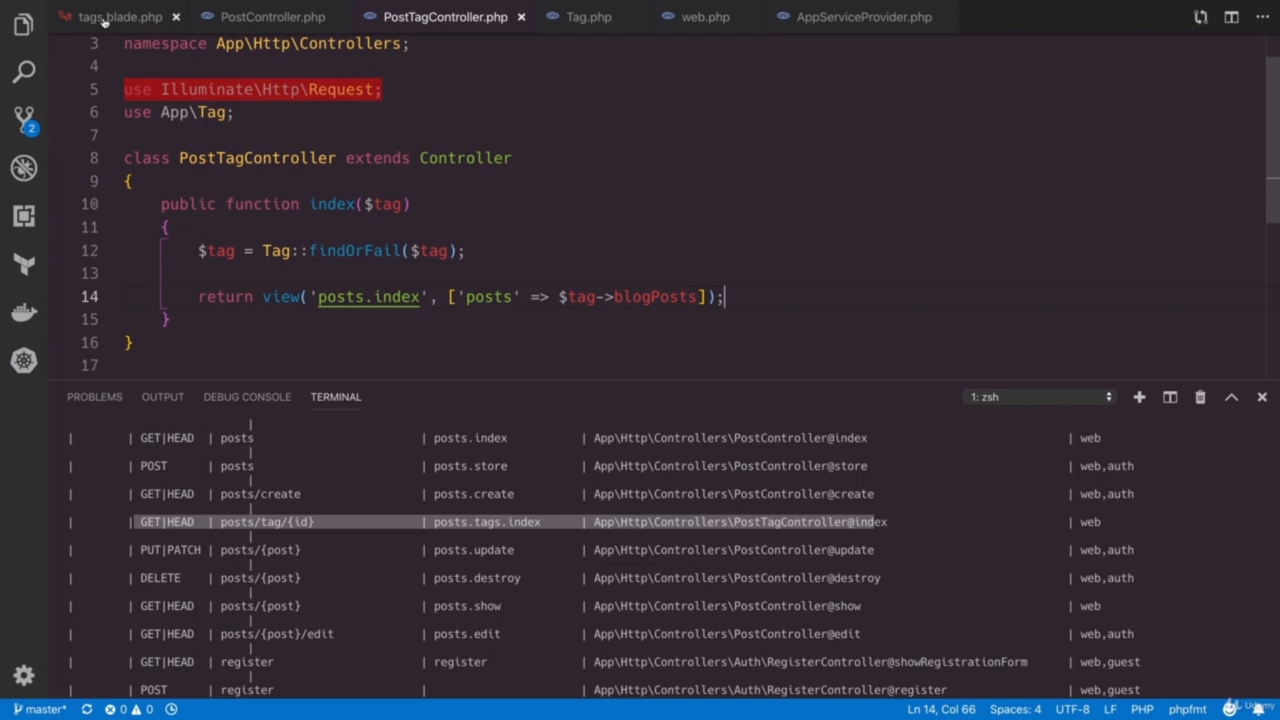 tags.blade.php × PostController.php PostTagController.php × Tag.php web.php AppServiceProvider.php
3 namespace App\Http\Controllers;
4
5 use Illuminate\Http\Request;
6 use App\Tag;
7
8 class PostTagController extends Controller
9 {
10 public function index($tag)
11 {
12 $tag = Tag::findOrFail($tag);
13
14 return view('posts.index', ['posts' => $tag->blogPosts]);
15 }
16 }
17
2
PROBLEMS OUTPUT DEBUG CONSOLE TERMINAL 1: zsh
|
| | GET|HEAD | posts | posts.index | App\Http\Controllers\PostController@index | web
|
| | POST | posts | posts.store | App\Http\Controllers\PostController@store | web,auth
|
| | GET|HEAD | posts/create | posts.create | App\Http\Controllers\PostController@create | web,auth
|
| | GET|HEAD | posts/tag/{id} | posts.tags.index | App\Http\Controllers\PostTagController@index | web
|
| | PUT|PATCH | posts/{post} | posts.update | App\Http\Controllers\PostController@update | web,auth
|
| | DELETE | posts/{post} | posts.destroy | App\Http\Controllers\PostController@destroy | web,auth
|
| | GET|HEAD | posts/{post} | posts.show | App\Http\Controllers\PostController@show | web
|
| | GET|HEAD | posts/{post}/edit | posts.edit | App\Http\Controllers\PostController@edit | web,auth
|
| | GET|HEAD | register | register | App\Http\Controllers\Auth\RegisterController@showRegistrationForm | web,guest
|
| | POST | register | | App\Http\Controllers\Auth\RegisterController@register | web,guest
master* 0 0 Ln 14, Col 66 Spaces: 4 UTF-8 LF PHP phpfmt
Udemy